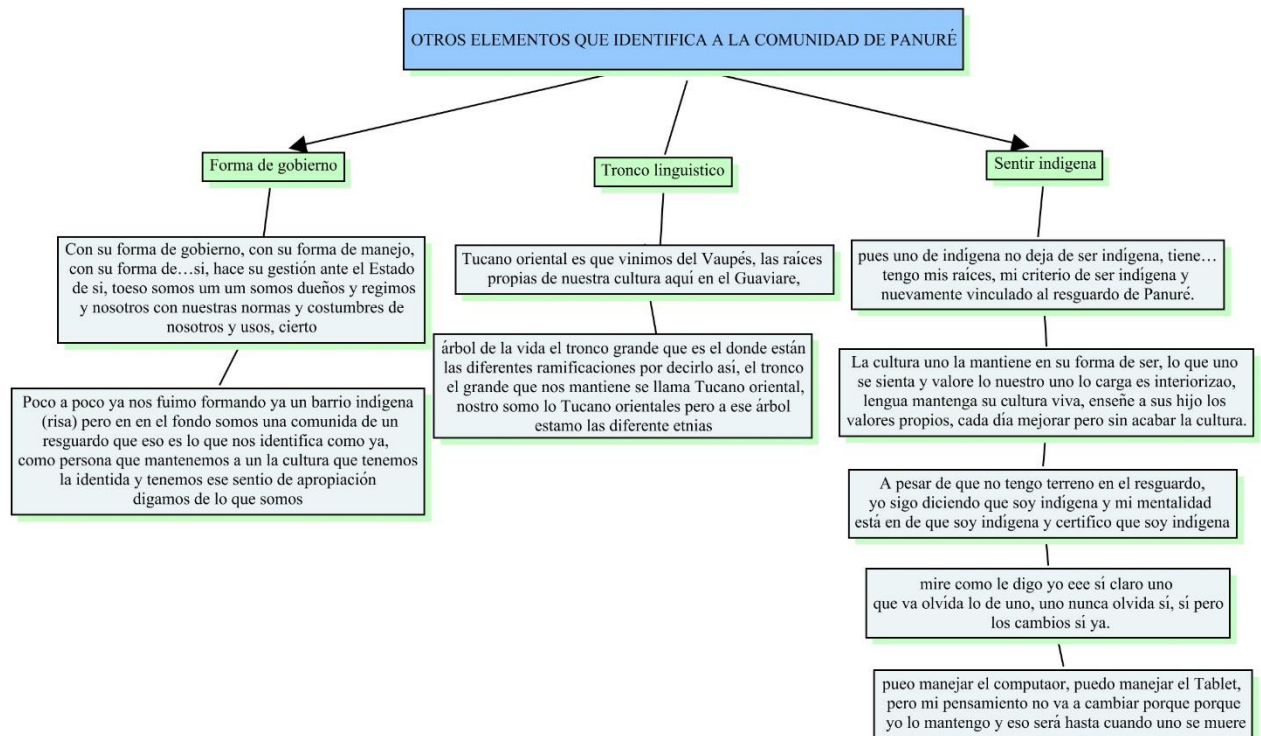 OTROS ELEMENTOS QUE IDENTIFICA A LA COMUNIDAD DE PANURÉ
Forma de gobierno
Con su forma de gobierno, con su forma de manejo,
con su forma de…si, hace su gestión ante el Estado
de si, toeso somos um um somos dueños y regimos
y nosotros con nuestras normas y costumbres de
nosotros y usos, cierto
Poco a poco ya nos fuimo formando ya un barrio indígena
(risa) pero en en el fondo somos una comunida de un
resguardo que eso es lo que nos identifica como ya,
como persona que mantenemos a un la cultura que tenemos
la identida y tenemos ese sentio de apropiación
digamos de lo que somos
Tronco linguistico
Tucano oriental es que vinimos del Vaupés, las raíces
propias de nuestra cultura aquí en el Guaviare,
árbol de la vida el tronco grande que es el donde están
las diferentes ramificaciones por decirlo así, el tronco
el grande que nos mantiene se llama Tucano oriental,
nostro somo lo Tucano orientales pero a ese árbol
estamo las diferente etnias
Sentir indigena
pues uno de indígena no deja de ser indígena, tiene…
tengo mis raíces, mi criterio de ser indígena y
nuevamente vinculado al resguardo de Panuré.
La cultura uno la mantiene en su forma de ser, lo que uno
se sienta y valore lo nuestro uno lo carga es interiorizao,
lengua mantenga su cultura viva, enseñe a sus hijo los
valores propios, cada día mejorar pero sin acabar la cultura.
A pesar de que no tengo terreno en el resguardo,
yo sigo diciendo que soy indígena y mi mentalidad
está en de que soy indígena y certifico que soy indígena
mire como le digo yo eee sí claro uno
que va olvída lo de uno, uno nunca olvida sí, sí pero
los cambios sí ya.
pueo manejar el computaor, puedo manejar el Tablet,
pero mi pensamiento no va a cambiar porque porque
yo lo mantengo y eso será hasta cuando uno se muere